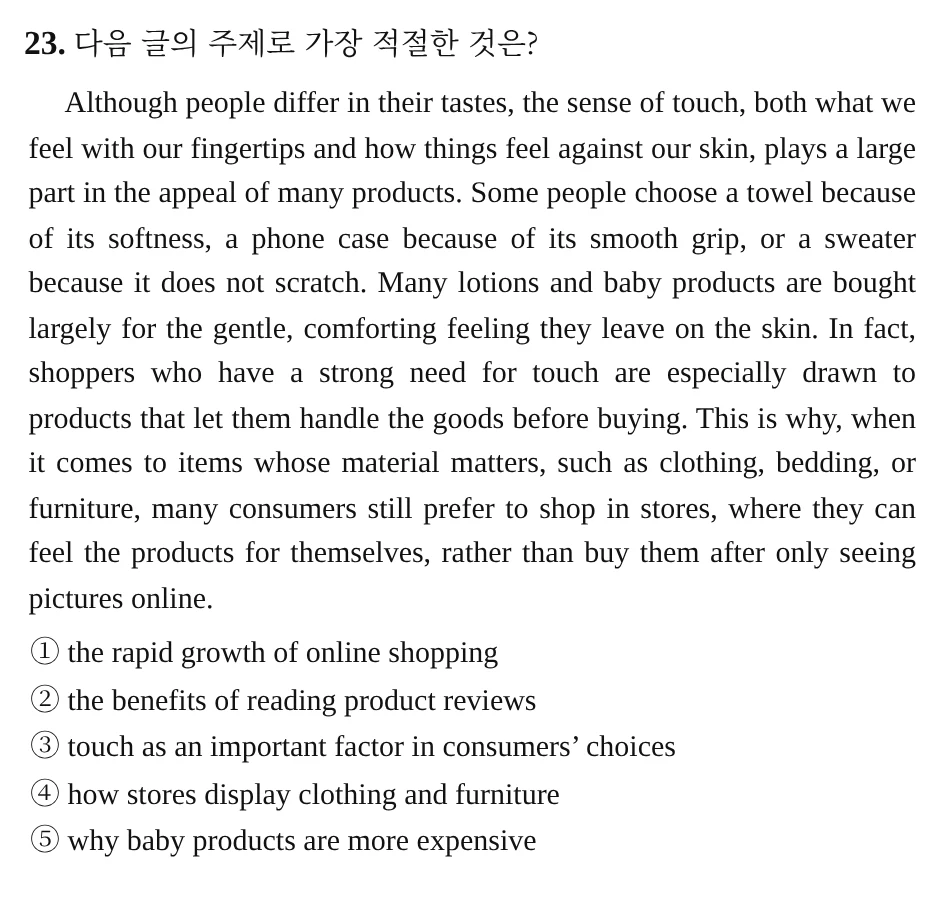 23. 다음 글의 주제로 가장 적절한 것은?
Although people differ in their tastes, the sense of touch, both what we
feel with our fingertips and how things feel against our skin, plays a large
part in the appeal of many products. Some people choose a towel because
of its softness, a phone case because of its smooth grip, or a sweater
because it does not scratch. Many lotions and baby products are bought
largely for the gentle, comforting feeling they leave on the skin. In fact,
shoppers who have a strong need for touch are especially drawn to
products that let them handle the goods before buying. This is why, when
it comes to items whose material matters, such as clothing, bedding, or
furniture, many consumers still prefer to shop in stores, where they can
feel the products for themselves, rather than buy them after only seeing
pictures online.
① the rapid growth of online shopping
② the benefits of reading product reviews
③ touch as an important factor in consumers’ choices
④ how stores display clothing and furniture
⑤ why baby products are more expensive